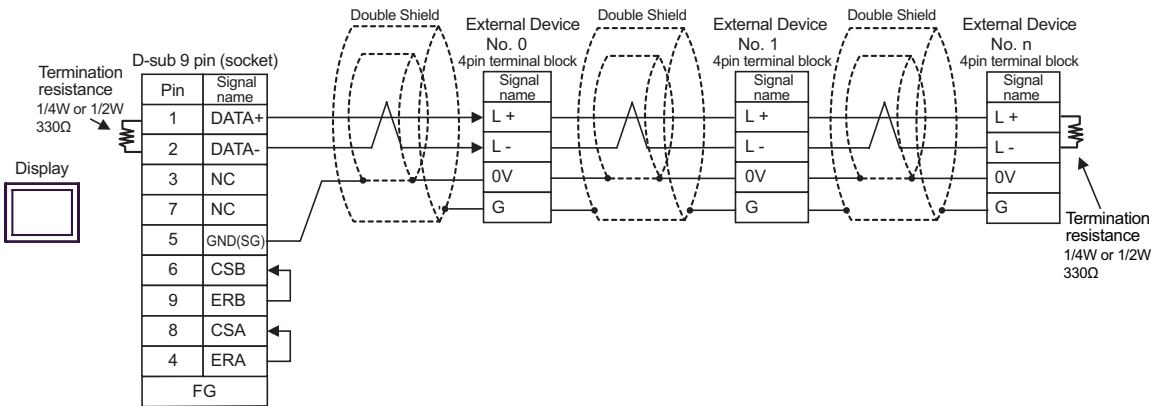 Double Shield
Double Shield
Double Shield
External Device
No. 0
4pin terminal block
External Device
No. 1
4pin terminal block
External Device
No. n
4pin terminal block
D-sub 9 pin (socket)
Termination
resistance
1/4W or 1/2W
330Ω
Display
Pin Signal name
1 DATA+
2 DATA-
3 NC
7 NC
5 GND(SG)
6 CSB
9 ERB
8 CSA
4 ERA
FG
Signal
name
L +
L -
0V
G
Signal
name
L +
L -
0V
G
Signal
name
L +
L -
0V
G
Termination
resistance
1/4W or 1/2W
330Ω